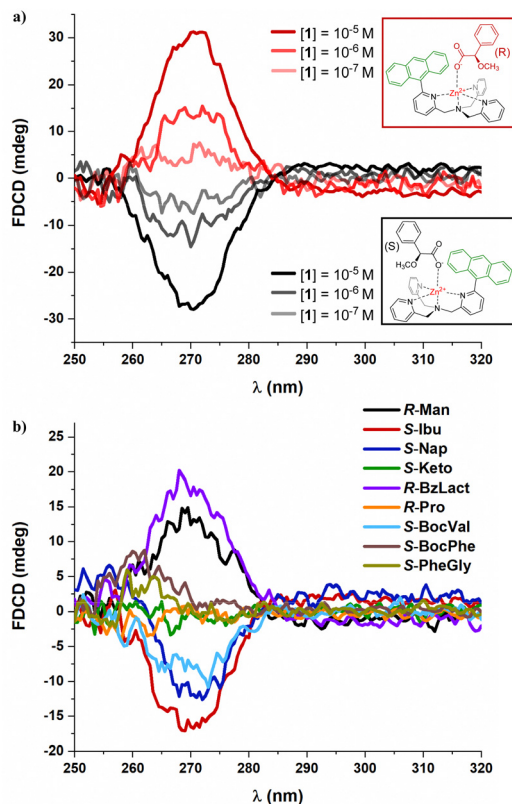 a)
[1] = 10⁻⁵ M
[1] = 10⁻⁶ M
[1] = 10⁻⁷ M
(R)
O
O
OCH₃
Zn²⁺
N
N
N
N
30
20
10
0
-10
-20
-30
FDCD (mdeg)
[1] = 10⁻⁵ M
[1] = 10⁻⁶ M
[1] = 10⁻⁷ M
(S)
H₃CO
O
O⁻
Zn²⁺
N
N
N
N
250 260 270 280 290 300 310 320
λ (nm)
b)
R-Man
S-Ibu
S-Nap
S-Keto
R-BzLact
R-Pro
S-BocVal
S-BocPhe
S-PheGly
25
20
15
10
5
0
-5
-10
-15
-20
FDCD (mdeg)
250 260 270 280 290 300 310 320
λ (nm)